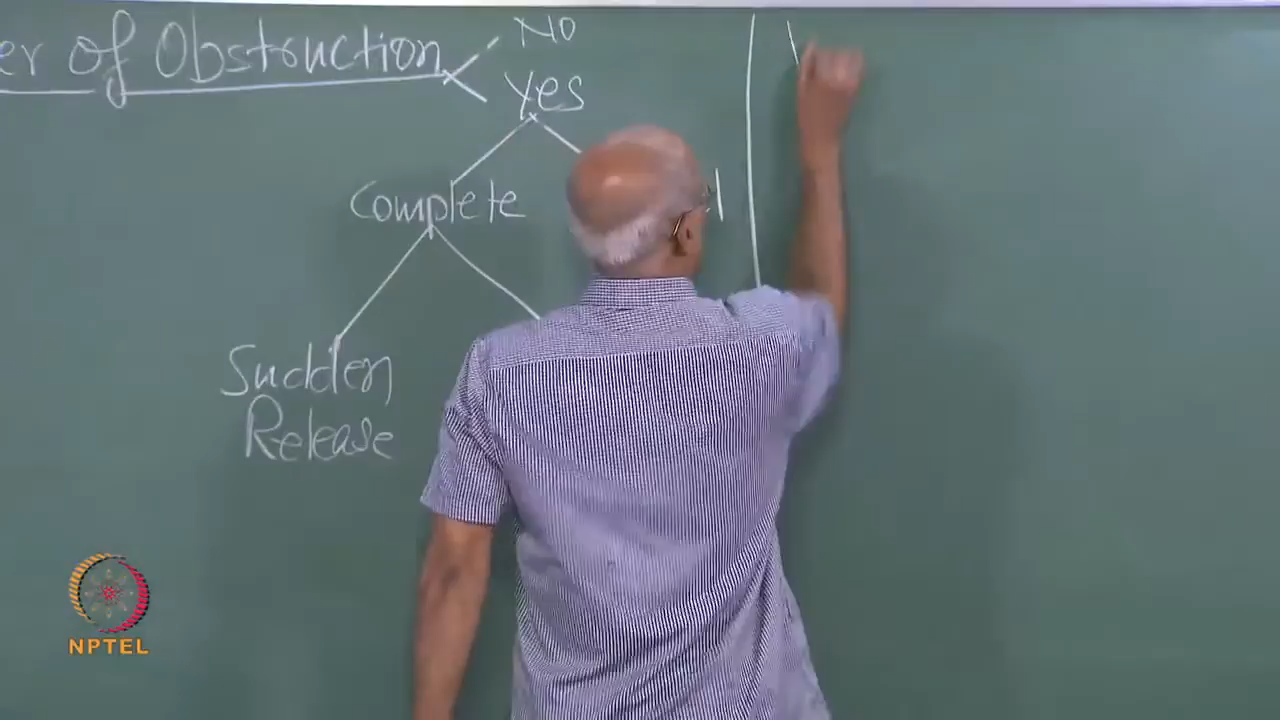 er of Obstruction
No
Yes
Complete
Sudden
Release
NPTEL